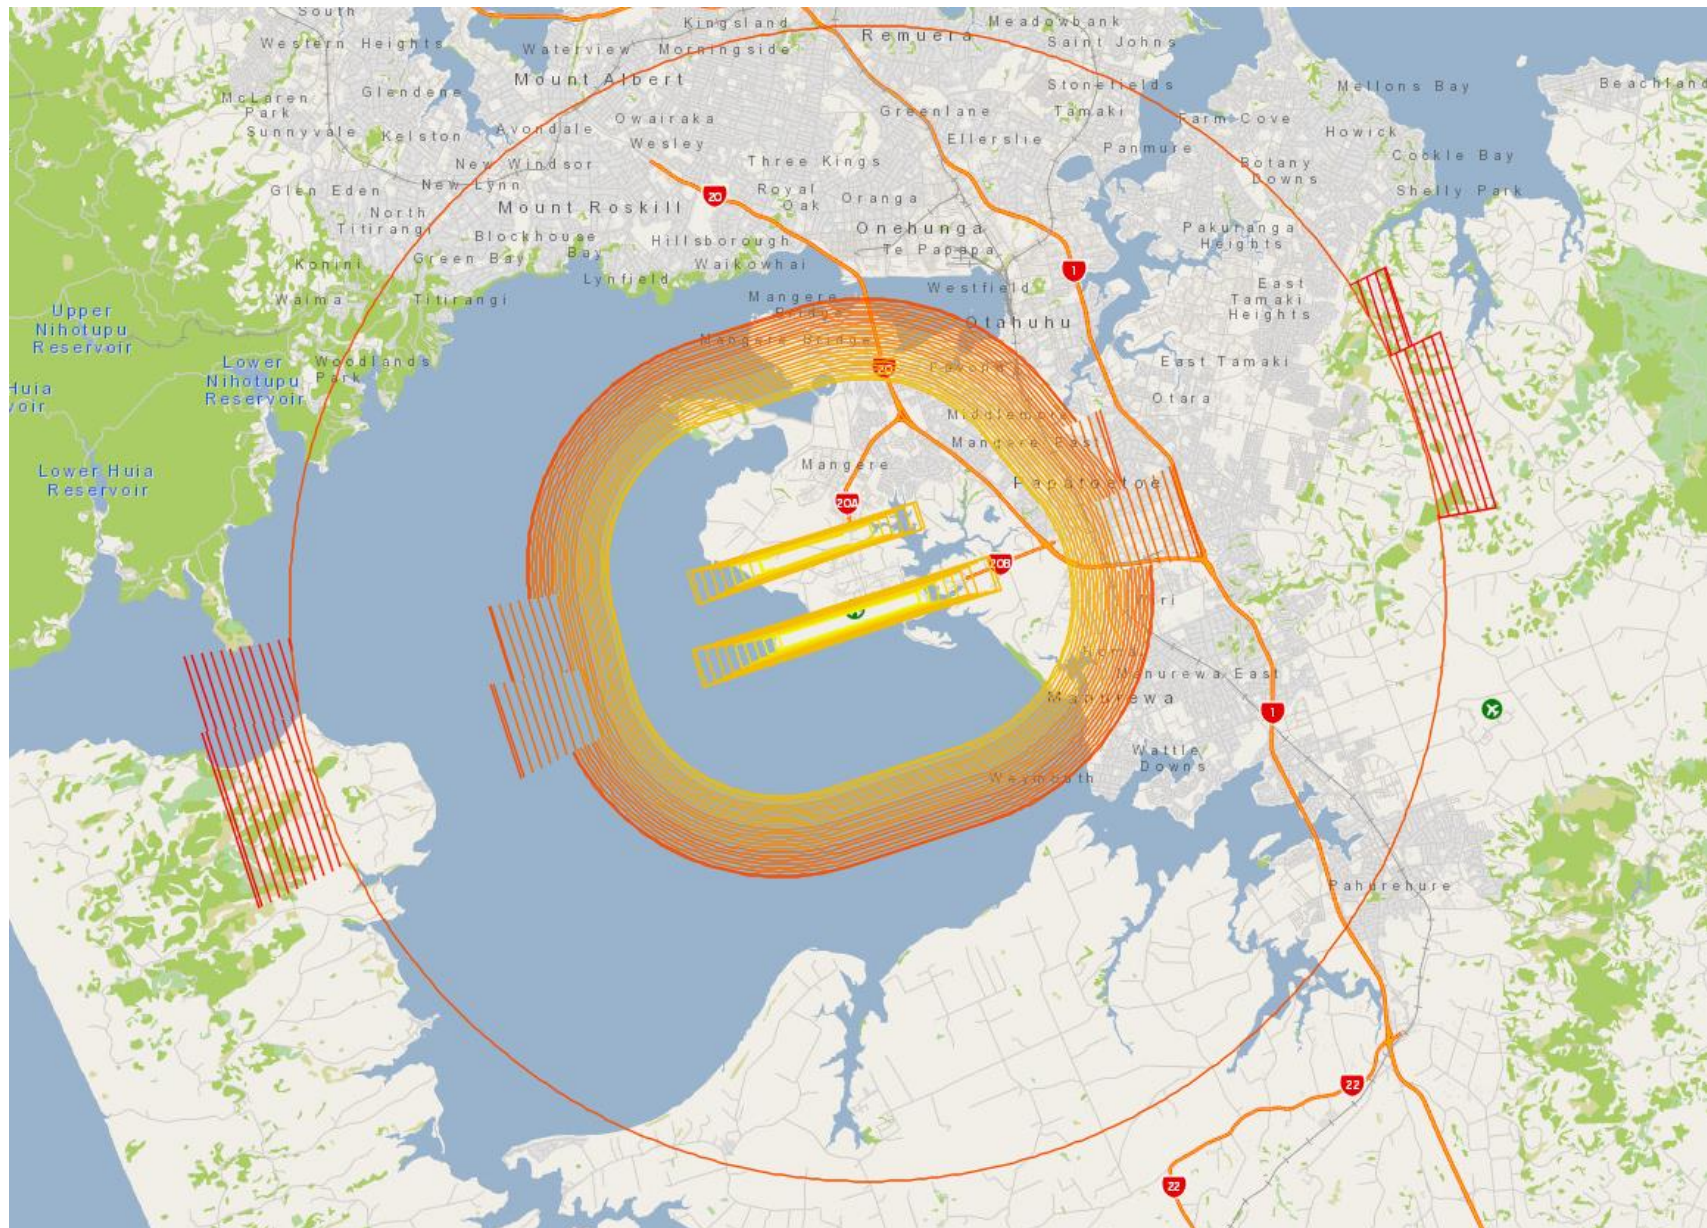 South
Western Heights
Kingsland
Meadowbank
Remuera
Saint Johns
Waterview
Morningside
Mount Albert
Stonefields
Mellons Bay
Glendene
McLaren
Park
Greenlane
Tamaki
Owairaka
Farm Cove
Sunnyvale
Kelston
Avondale
Howick
Wesley
Ellerslie
Panmure
New Windsor
Three Kings
Botany
Downs
Cockle Bay
Glen Eden
New Lynn
Royal
Oak
Oranga
Shelly Park
20
North
Titirangi
Mount Roskill
Onehunga
Pakuranga
Heights
Blockhouse
Bay
Hillsborough
Te Papapa
Green Bay
Konini
Waikowhai
Lynfield
1
Waima
Titirangi
Mangere
Bridge
Westfield
East
Tamaki
Heights
Upper
Nihotupu
Reservoir
Otahuhu
Mangere Bridge
Lower
Nihotupu
Reservoir
Woodlands
Park
20
East Tamaki
Huia
voir
Otara
Middlemore
Mangere East
Mangere
Lower Huia
Reservoir
Papatoetoe
20A
20B
Manurewa East
Manurewa
1
Wattle
Downs
Weymouth
Pahurehure
22
22